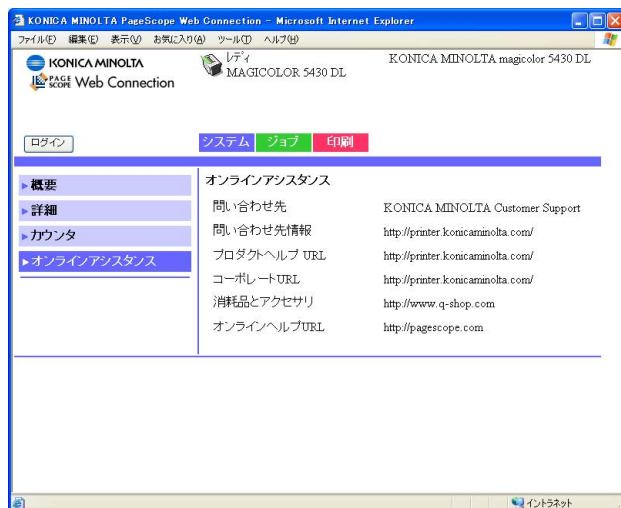 KONICA MINOLTA PageScope Web Connection - Microsoft Internet Explorer
ファイル(F) 編集(E) 表示(V) お気に入り(A) ツール(T) ヘルプ(H)
KONICA MINOLTA
PAGE SCOPE Web Connection
レディ
MAGICOLOR 5430 DL
KONICA MINOLTA magicolor 5430 DL
ログイン
システム ジョブ 印刷
概要
詳細
カウンタ
オンラインアシスタンス
オンラインアシスタンス
問い合わせ先 KONICA MINOLTA Customer Support
問い合わせ先情報 http://printer.konicaminolta.com/
プロダクトヘルプ URL http://printer.konicaminolta.com/
コーポレートURL http://printer.konicaminolta.com/
消耗品とアクセサリ http://www.q-shop.com
オンラインヘルプURL http://pagescope.com
イントラネット